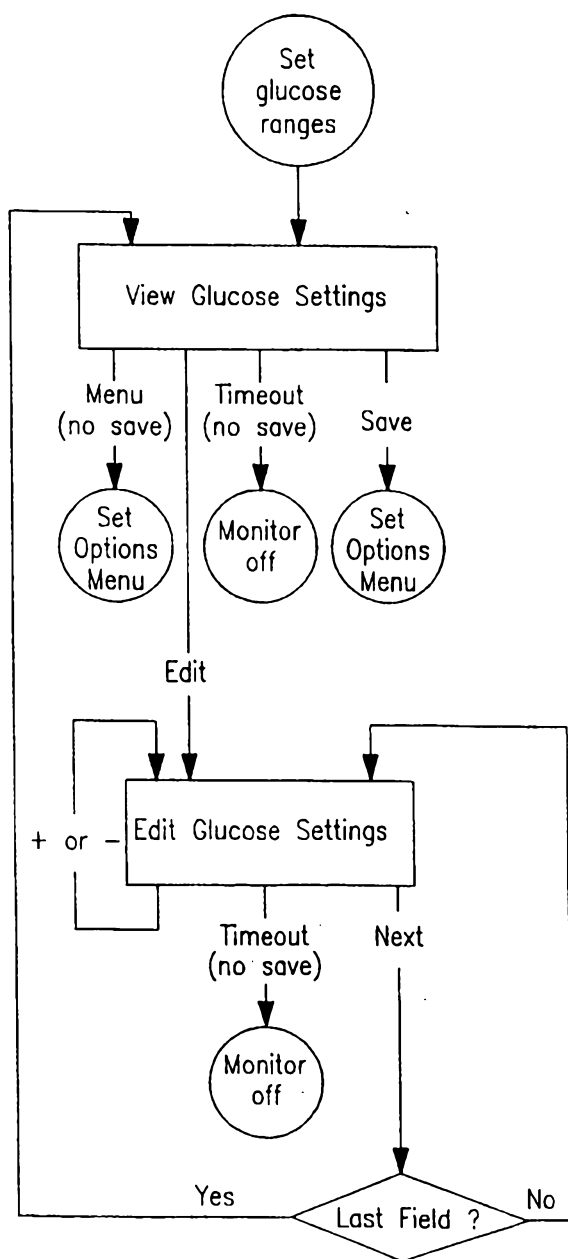 Set
glucose
ranges
View Glucose Settings
Menu
(no save)
Timeout
(no save)
Save
Set
Options
Menu
Monitor
off
Set
Options
Menu
Edit
+ or -
Edit Glucose Settings
Timeout
(no save)
Next
Monitor
off
Yes
Last Field ?
No